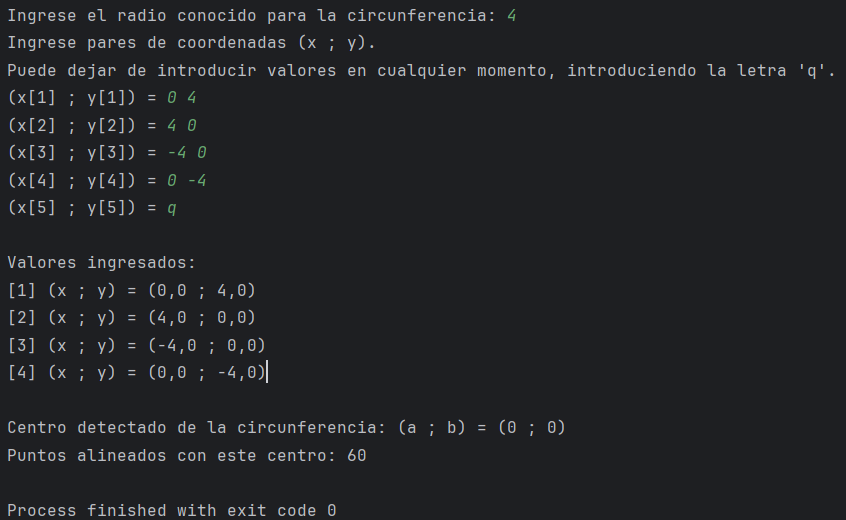 Ingrese el radio conocido para la circunferencia: 4
Ingrese pares de coordenadas (x ; y).
Puede dejar de introducir valores en cualquier momento, introduciendo la letra 'q'.
(x[1] ; y[1]) = 0 4
(x[2] ; y[2]) = 4 0
(x[3] ; y[3]) = -4 0
(x[4] ; y[4]) = 0 -4
(x[5] ; y[5]) = q
Valores ingresados:
[1] (x ; y) = (0,0 ; 4,0)
[2] (x ; y) = (4,0 ; 0,0)
[3] (x ; y) = (-4,0 ; 0,0)
[4] (x ; y) = (0,0 ; -4,0)
Centro detectado de la circunferencia: (a ; b) = (0 ; 0)
Puntos alineados con este centro: 60
Process finished with exit code 0